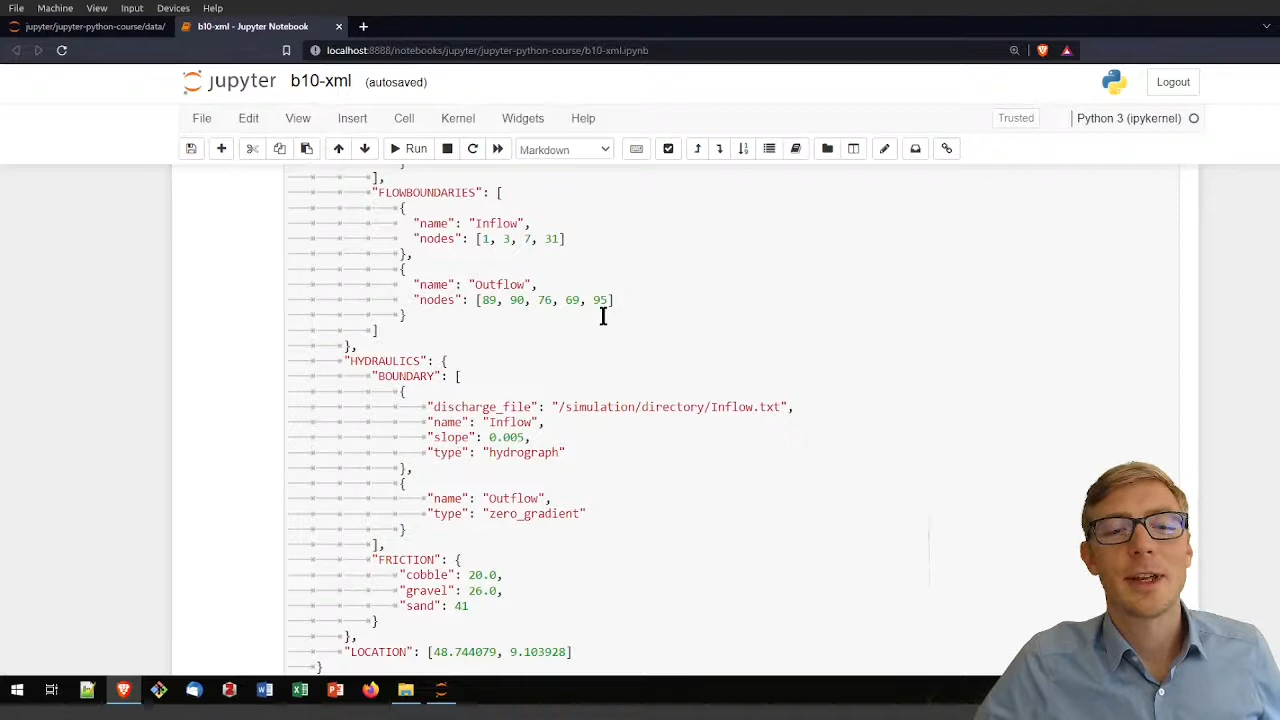 File Machine View Input Devices Help
jupyter/jupyter-python-course/data/
b10-xml - Jupyter Notebook
localhost:8888/notebooks/jupyter/jupyter-python-course/b10-xml.ipynb
jupyter b10-xml (autosaved)
Logout
File Edit View Insert Cell Kernel Widgets Help
Trusted
Python 3 (ipykernel)
Run
Markdown
],
"FLOWBOUNDARIES": [
{
"name": "Inflow",
"nodes": [1, 3, 7, 31]
},
{
"name": "Outflow",
"nodes": [89, 90, 76, 69, 95]
}
]
},
"HYDRAULICS": {
"BOUNDARY": [
{
"discharge_file": "/simulation/directory/Inflow.txt",
"name": "Inflow",
"slope": 0.005,
"type": "hydrograph"
},
{
"name": "Outflow",
"type": "zero_gradient"
}
],
"FRICTION": {
"cobble": 20.0,
"gravel": 26.0,
"sand": 41
}
},
"LOCATION": [48.744079, 9.103928]
}